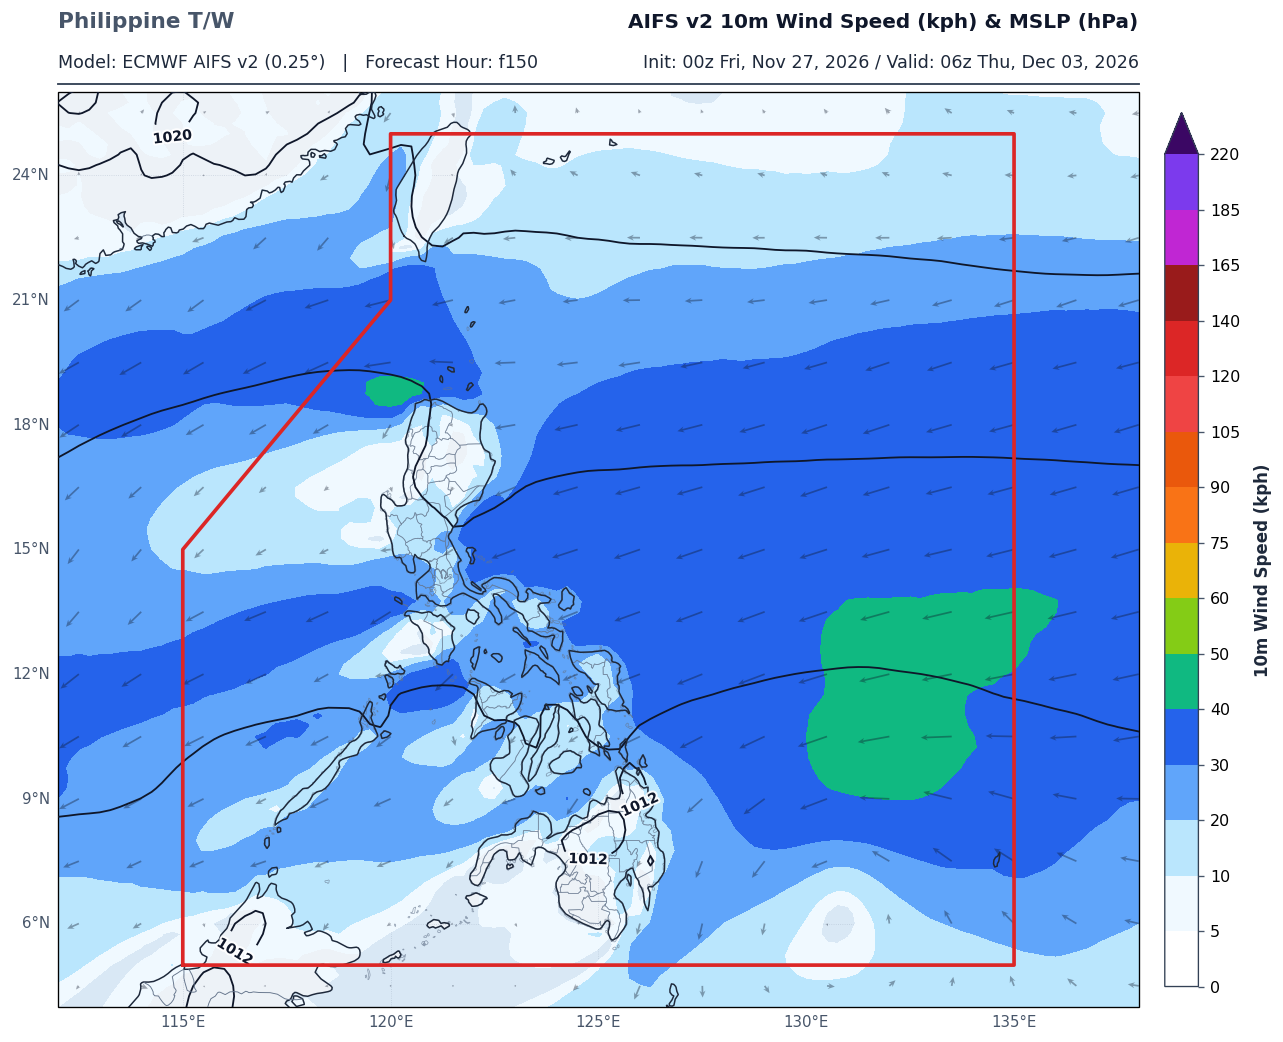 Philippine T/W
AIFS v2 10m Wind Speed (kph) & MSLP (hPa)
Model: ECMWF AIFS v2 (0.25°) | Forecast Hour: f150
Init: 00z Fri, Nov 27, 2026 / Valid: 06z Thu, Dec 03, 2026
1020
24°N
21°N
18°N
15°N
12°N
9°N
6°N
1012
1012
1012
115°E
120°E
125°E
130°E
135°E
220
185
165
140
120
105
90
75
60
50
40
30
20
10
5
0
10m Wind Speed (kph)